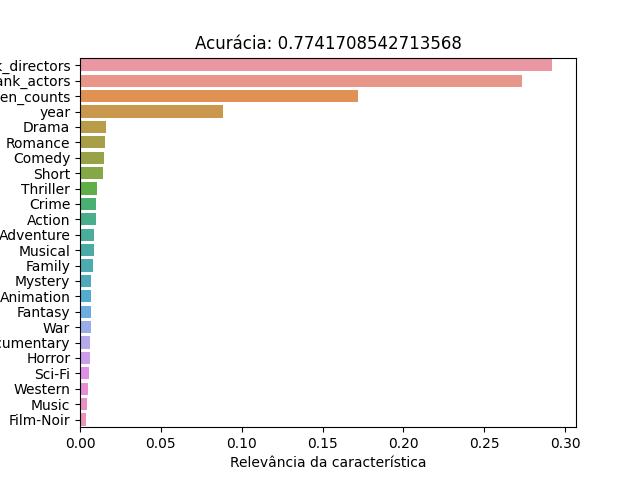 Acurácia: 0.7741708542713568
k_directors
ank_actors
en_counts
year
Drama
Romance
Comedy
Short
Thriller
Crime
Action
Adventure
Musical
Family
Mystery
Animation
Fantasy
War
cumentary
Horror
Sci-Fi
Western
Music
Film-Noir
0.00 0.05 0.10 0.15 0.20 0.25 0.30
Relevância da característica